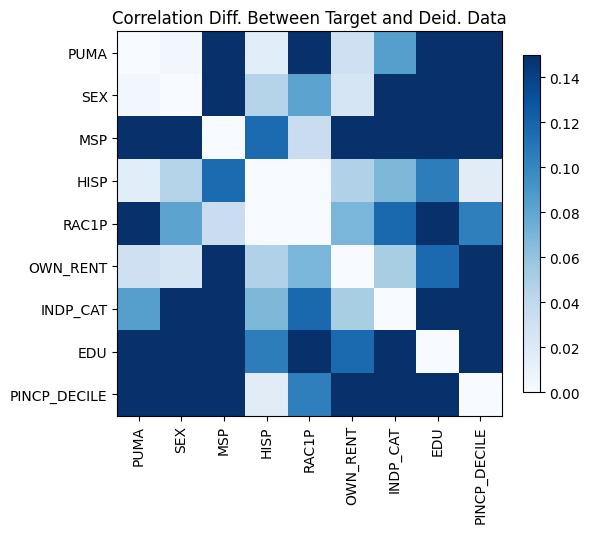 Correlation Diff. Between Target and Deid. Data
PUMA
SEX
MSP
HISP
RAC1P
OWN_RENT
INDP_CAT
EDU
PINCP_DECILE
PUMA
SEX
MSP
HISP
RAC1P
OWN_RENT
INDP_CAT
EDU
PINCP_DECILE
0.14
0.12
0.10
0.08
0.06
0.04
0.02
0.00